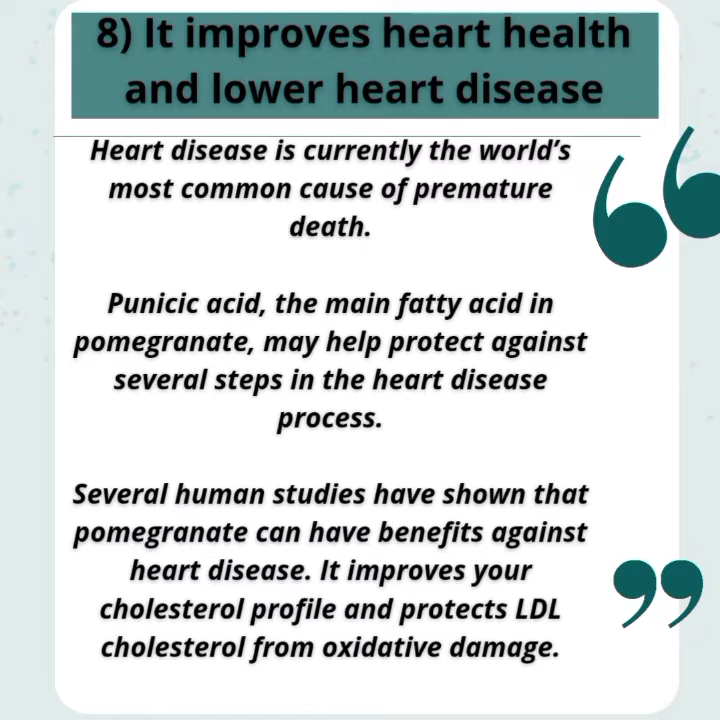 8) It improves heart health
and lower heart disease
Heart disease is currently the world’s
most common cause of premature
death.
Punicic acid, the main fatty acid in
pomegranate, may help protect against
several steps in the heart disease
process.
Several human studies have shown that
pomegranate can have benefits against
heart disease. It improves your
cholesterol profile and protects LDL
cholesterol from oxidative damage.